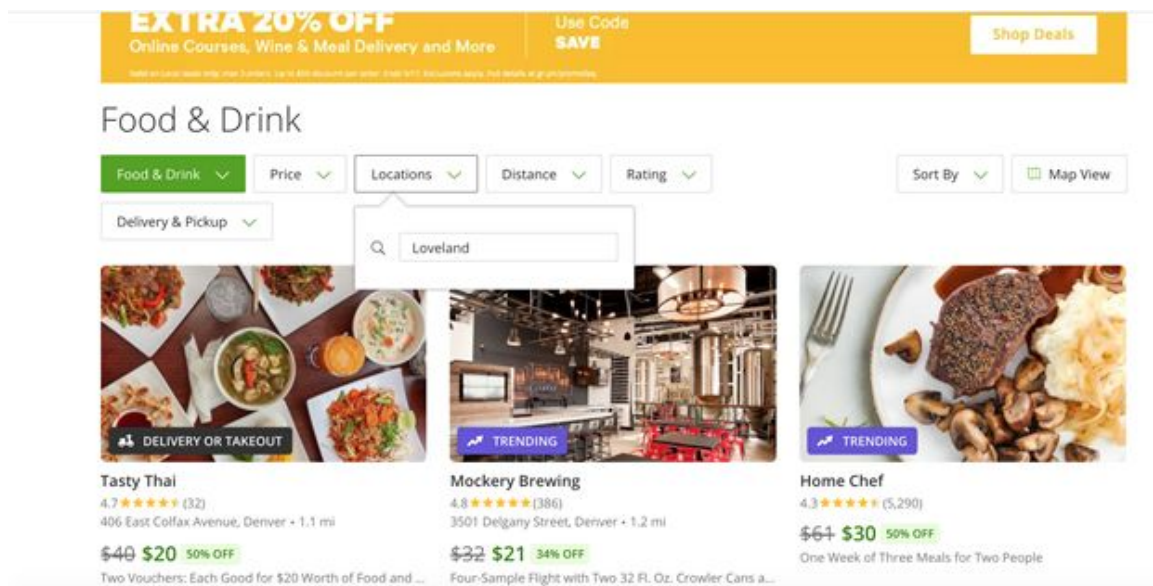 EXTRA 20% OFF
Online Courses, Wine & Meal Delivery and More
Use Code
SAVE
Shop Deals
Food & Drink
Food & Drink
Price
Locations
Distance
Rating
Sort By
Map View
Delivery & Pickup
Loveland
DELIVERY OR TAKEOUT
TRENDING
TRENDING
Tasty Thai
4.7 (32)
406 East Colfax Avenue, Denver • 1.1 mi
$40 $20 50% OFF
Two Vouchers: Each Good for $20 Worth of Food and ...
Mockery Brewing
4.8 (386)
3501 Delgany Street, Denver • 1.2 mi
$32 $21 34% OFF
Four-Sample Flight with Two 32 Fl. Oz. Crowler Cans a...
Home Chef
4.3 (5,290)
$61 $30 50% OFF
One Week of Three Meals for Two People